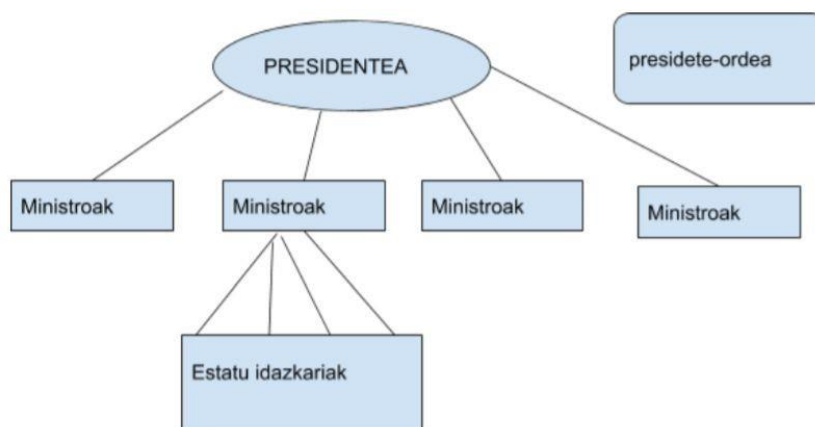 PRESIDENTEA
presidete-ordea
Ministroak
Ministroak
Ministroak
Ministroak
Estatu idazkariak